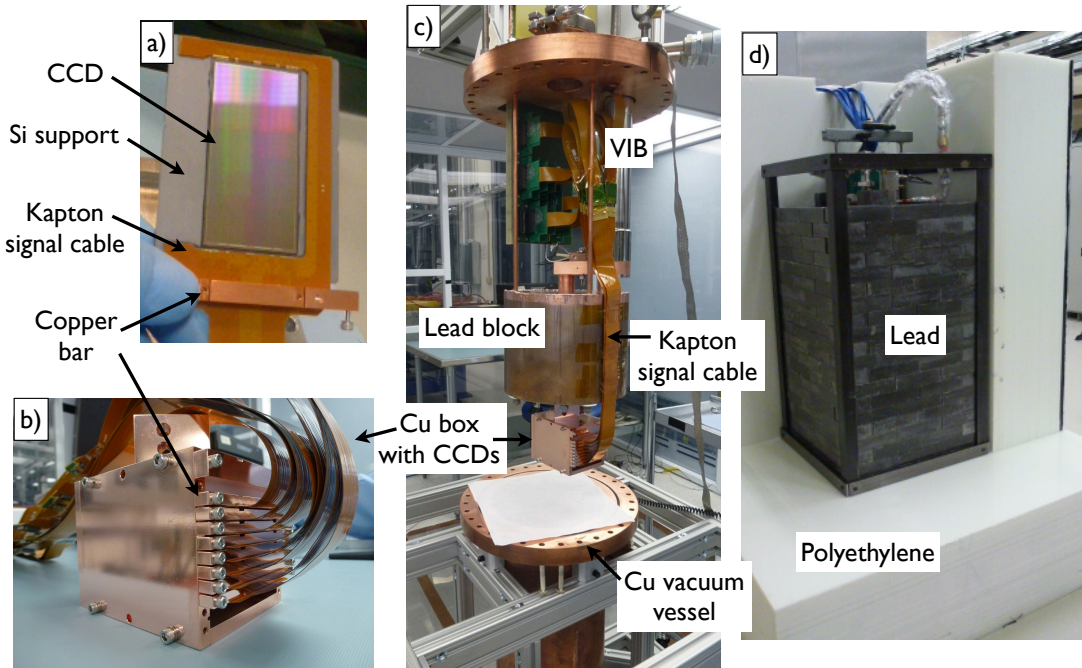 a)
CCD
Si support
Kapton
signal cable
Copper
bar
b)
c)
VIB
Lead block
Kapton
signal cable
Cu box
with CCDs
Cu vacuum
vessel
d)
Lead
Polyethylene